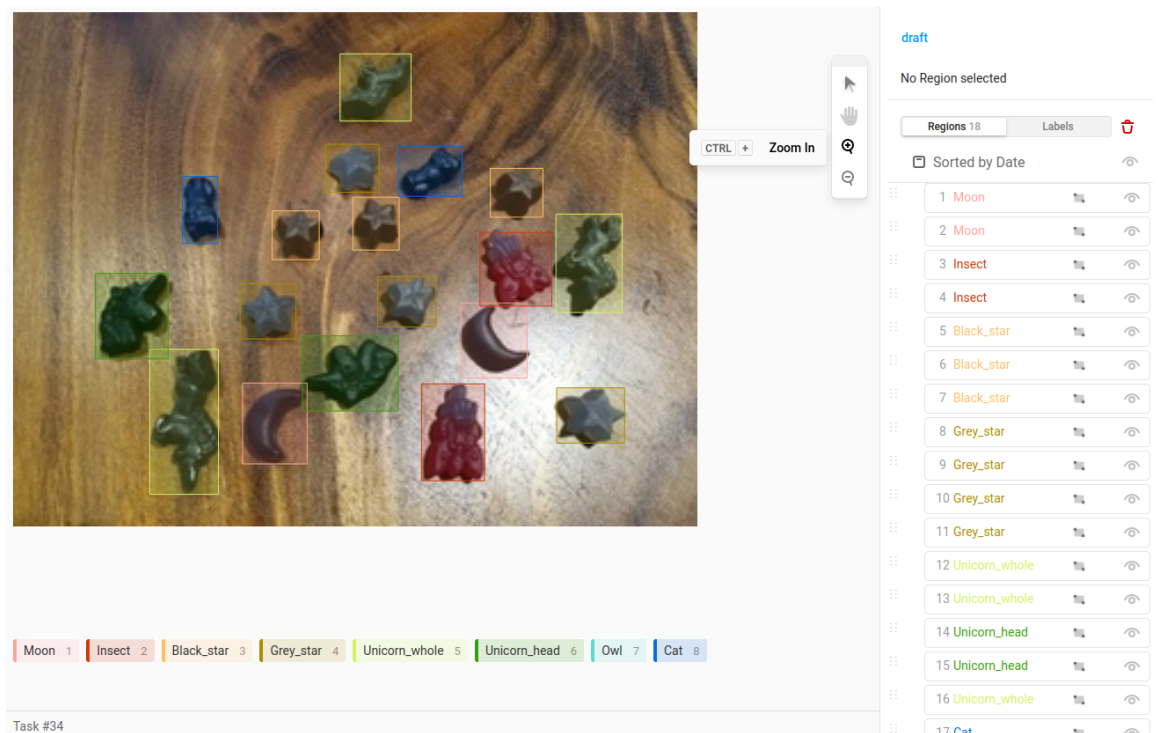 draft
No Region selected
Regions 18 Labels
Sorted by Date
CTRL + Zoom In
1 Moon
2 Moon
3 Insect
4 Insect
5 Black_star
6 Black_star
7 Black_star
8 Grey_star
9 Grey_star
10 Grey_star
11 Grey_star
12 Unicorn_whole
13 Unicorn_whole
14 Unicorn_head
15 Unicorn_head
16 Unicorn_whole
17 Cat
Moon 1 Insect 2 Black_star 3 Grey_star 4 Unicorn_whole 5 Unicorn_head 6 Owl 7 Cat 8
Task #34